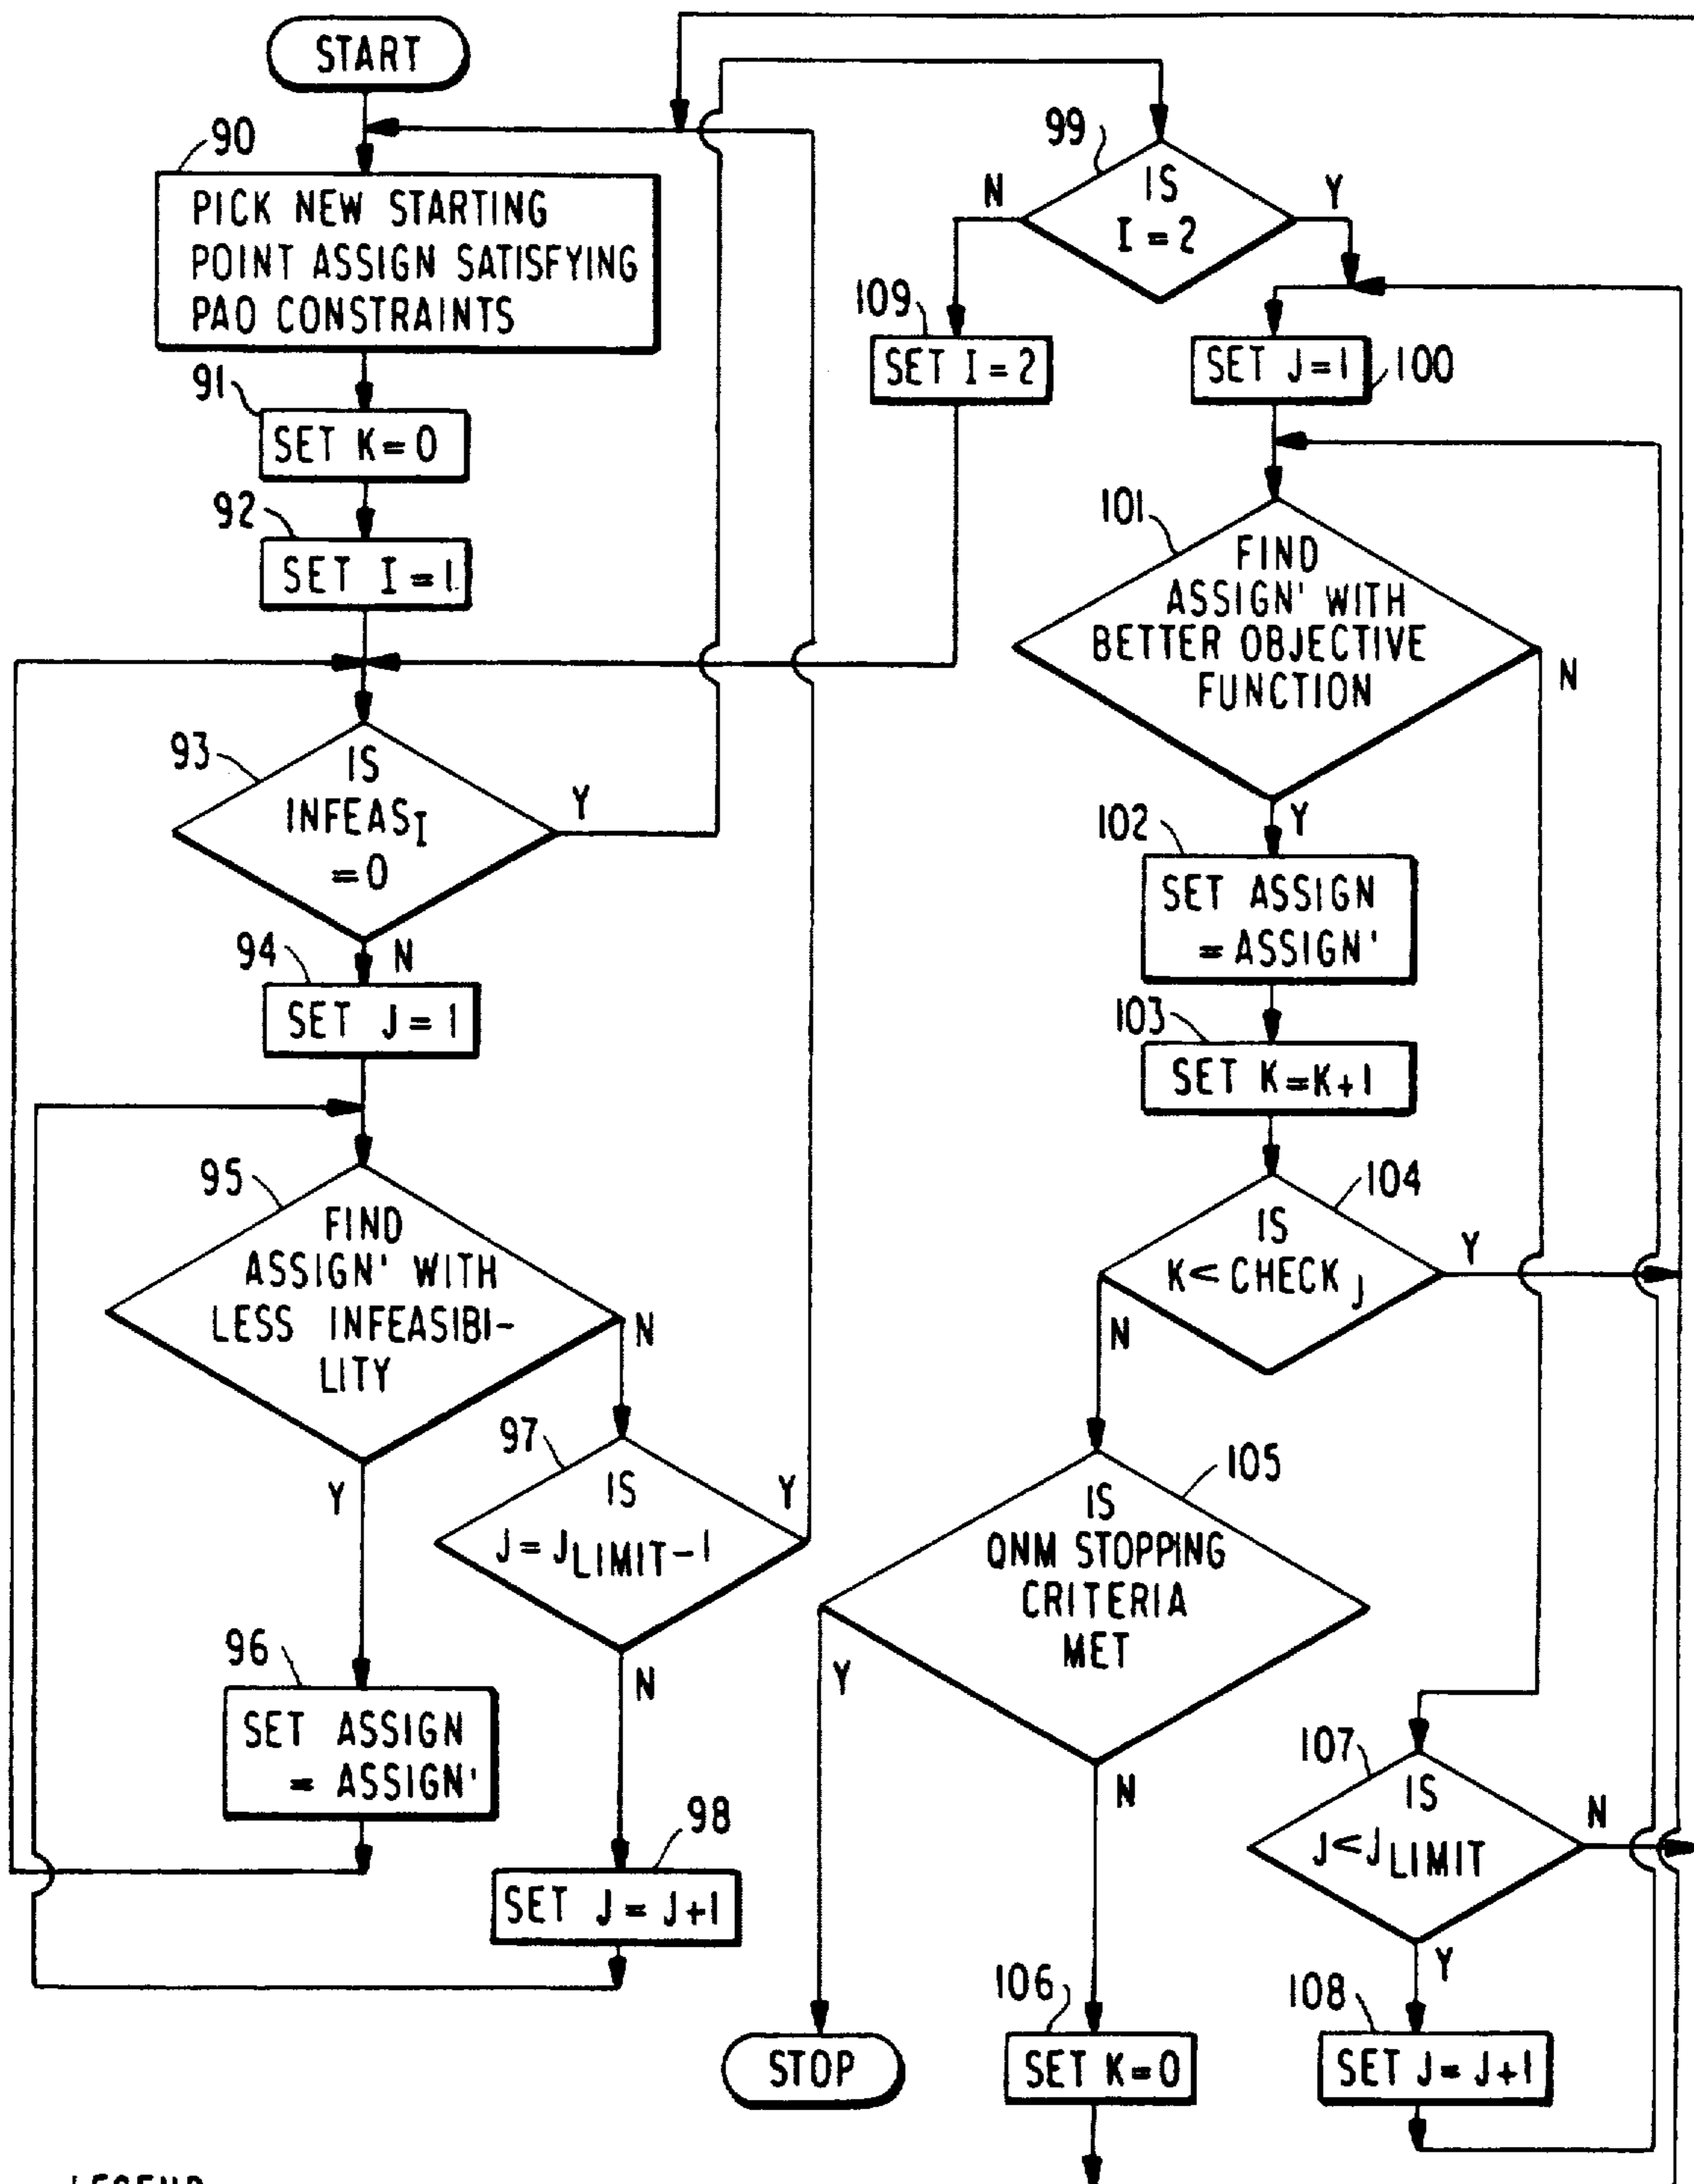 START
90
PICK NEW STARTING
POINT ASSIGN SATISFYING
PAO CONSTRAINTS
91
SET K=0
92
SET I=1
93
IS
INFEAS_I
=0
Y
N
94
SET J=1
95
FIND
ASSIGN' WITH
LESS INFEASIBI-
LITY
N
Y
97
IS
J=J_LIMIT-1
Y
N
96
SET ASSIGN
= ASSIGN'
98
SET J=J+1
99
IS
I=2
N
Y
109
SET I=2
SET J=1
100
101
FIND
ASSIGN' WITH
BETTER OBJECTIVE
FUNCTION
N
Y
102
SET ASSIGN
= ASSIGN'
103
SET K=K+1
104
IS
K<CHECK_J
Y
N
105
IS
QNM STOPPING
CRITERIA
MET
Y
N
107
IS
J<J_LIMIT
N
Y
STOP
106
SET K=0
108
SET J=J+1